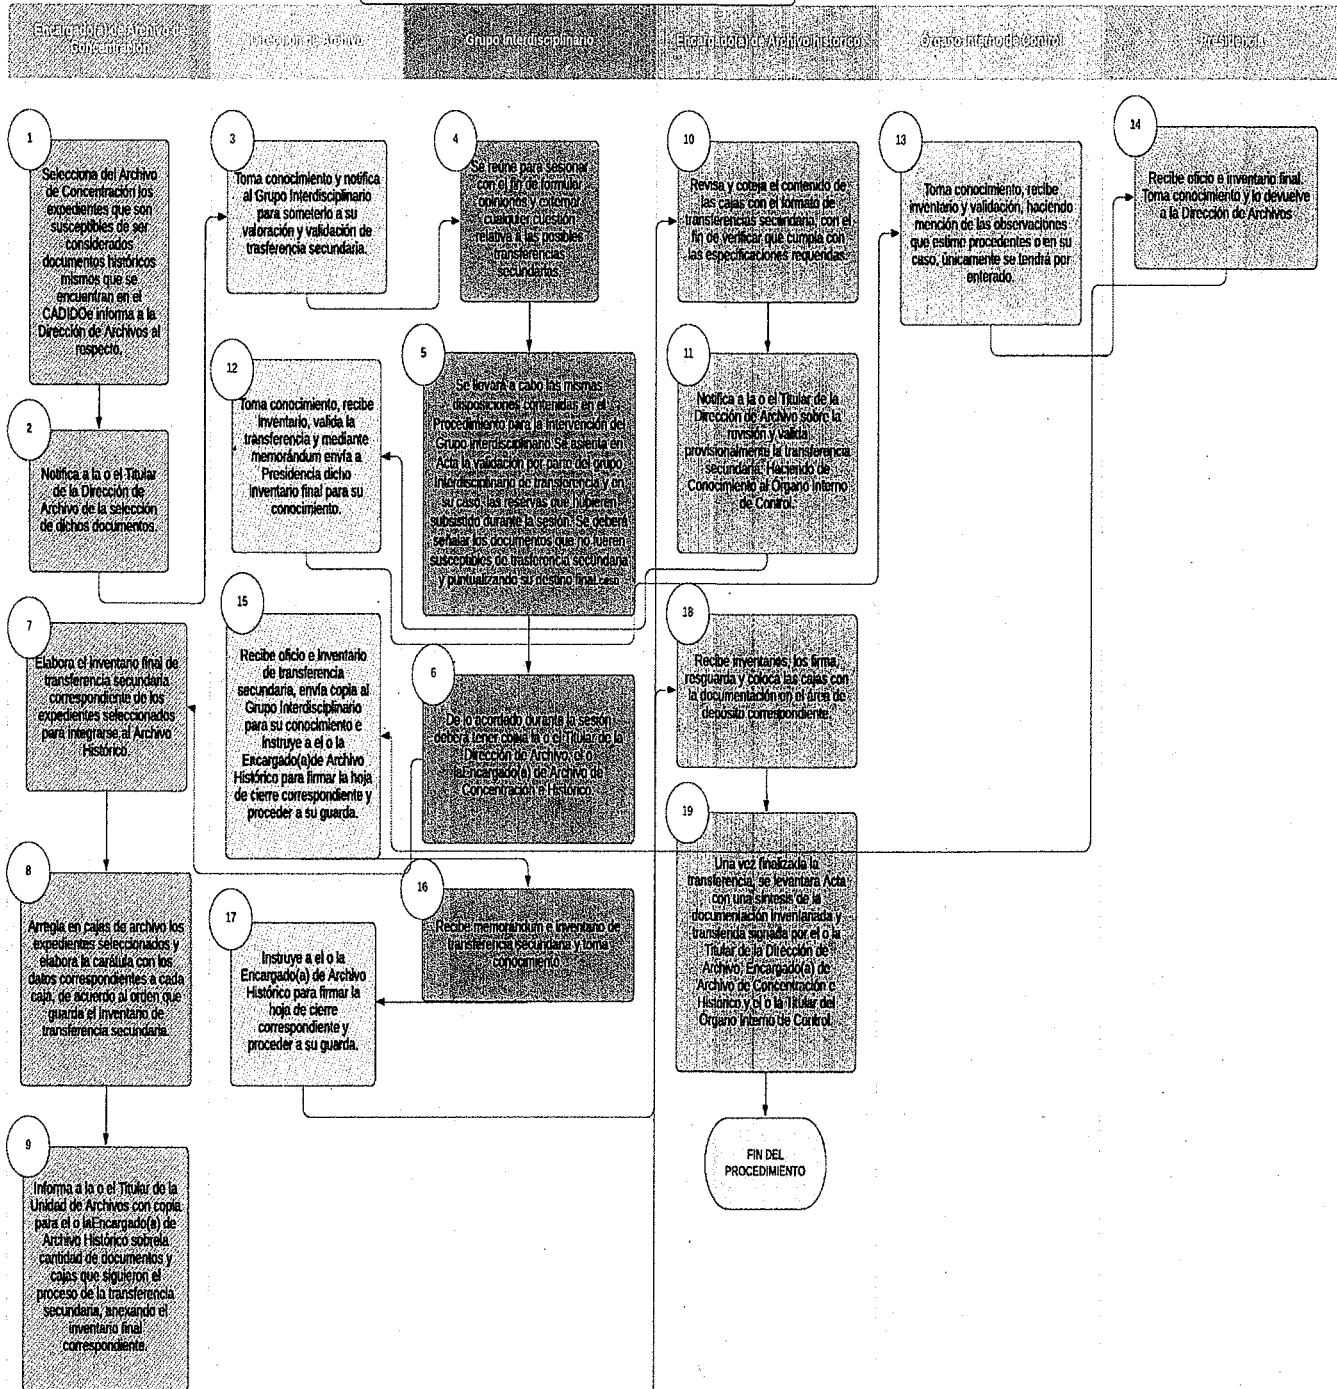 Encargado(a) de Archivo de
Concentración
Dirección de Archivo
Grupo Interdisciplinario
Encargado(a) de Archivo Histórico
Órgano Interno de Control
Presidencia
1
Selecciona del Archivo
de Concentración los
expedientes que son
susceptibles de ser
considerados
documentos históricos
mismos que se
encuentran en el
CADIDOe informa a la
Dirección de Archivos al
respecto.
2
Notifica a la o el Titular
de la Dirección de
Archivo de la selección
de dichos documentos.
3
Toma conocimiento y notifica
al Grupo Interdisciplinario
para someterlo a su
valoración y validación de
trasferencia secundaria.
4
Se reúne para sesionar
con el fin de formular
opiniones y externar
cualquier cuestión
relativa a las posibles
transferencias
secundarias
5
Se llevará a cabo las mismas
disposiciones contenidas en el
Procedimiento para la Intervención del
Grupo Interdisciplinario.Se asienta en
Acta la validación por parte del grupo
Interdisciplinario de transferencia y en
su caso, las reservas que hubieren
subsistido durante la sesión. Se deberá
señalar los documentos que no fueren
susceptibles de trasferencia secundaria
y puntualizando su destino final.caso
6
De lo acordado durante la sesión
deberá tener copia la o el Titular de la
Dirección de Archivo, el o
laEncargado(a) de Archivo de
Concentración e Histórico.
7
Elabora el inventario final de
transferencia secundaria
correspondiente de los
expedientes seleccionados
para integrarse al Archivo
Histórico.
8
Arregla en cajas de archivo los
expedientes seleccionados y
elabora la carátula con los
datos correspondientes a cada
caja, de acuerdo al orden que
guarda el inventario de
transferencia secundaria.
9
Informa a la o el Titular de la
Unidad de Archivos con copia
para el o laEncargado(a) de
Archivo Histórico sobrela
cantidad de documentos y
cajas que siguieron el
proceso de la transferencia
secundaria, anexando el
inventario final
correspondiente.
10
Revisa y coteja el contenido de
las cajas con el formato de
transferencias secundaria, con el
fin de verificar que cumpla con
las especificaciones requeridas.
11
Notifica a la o el Titular de la
Dirección de Archivo sobre la
revisión y valida
provisionalmente la transferencia
secundaria. Haciendo de
Conocimiento al Órgano Interno
de Control.
12
Toma conocimiento, recibe
Inventario, valida la
transferencia y mediante
memorándum envía a
Presidencia dicho
inventario final para su
conocimiento.
13
Toma conocimiento, recibe
inventario y validación, haciendo
mención de las observaciones
que estime procedentes o en su
caso, únicamente se tendrá por
enterado.
14
Recibe oficio e inventario final.
Toma conocimiento y lo devuelve
a la Dirección de Archivos
15
Recibe oficio e Inventario
de transferencia
secundaria, envía copia al
Grupo Interdisciplinario
para su conocimiento e
Instruye a el o la
Encargado(a)de Archivo
Histórico para firmar la hoja
de cierre correspondiente y
proceder a su guarda.
16
Recibe memorándum e inventario de
transferencia secundaria y toma
conocimiento
17
Instruye a el o la
Encargado(a) de Archivo
Histórico para firmar la
hoja de cierre
correspondiente y
proceder a su guarda.
18
Recibe inventarios, los firma,
resguarda y coloca las cajas con
la documentación en el área de
depósito correspondiente.
19
Una vez finalizada la
transferencia, se levantara Acta
con una síntesis de la
documentación inventariada y
transferida signada por el o la
Titular de la Dirección de
Archivo, Encargado(a) de
Archivo de Concentración e
Histórico y el o la Titular del
Órgano Interno de Control.
FIN DEL
PROCEDIMIENTO